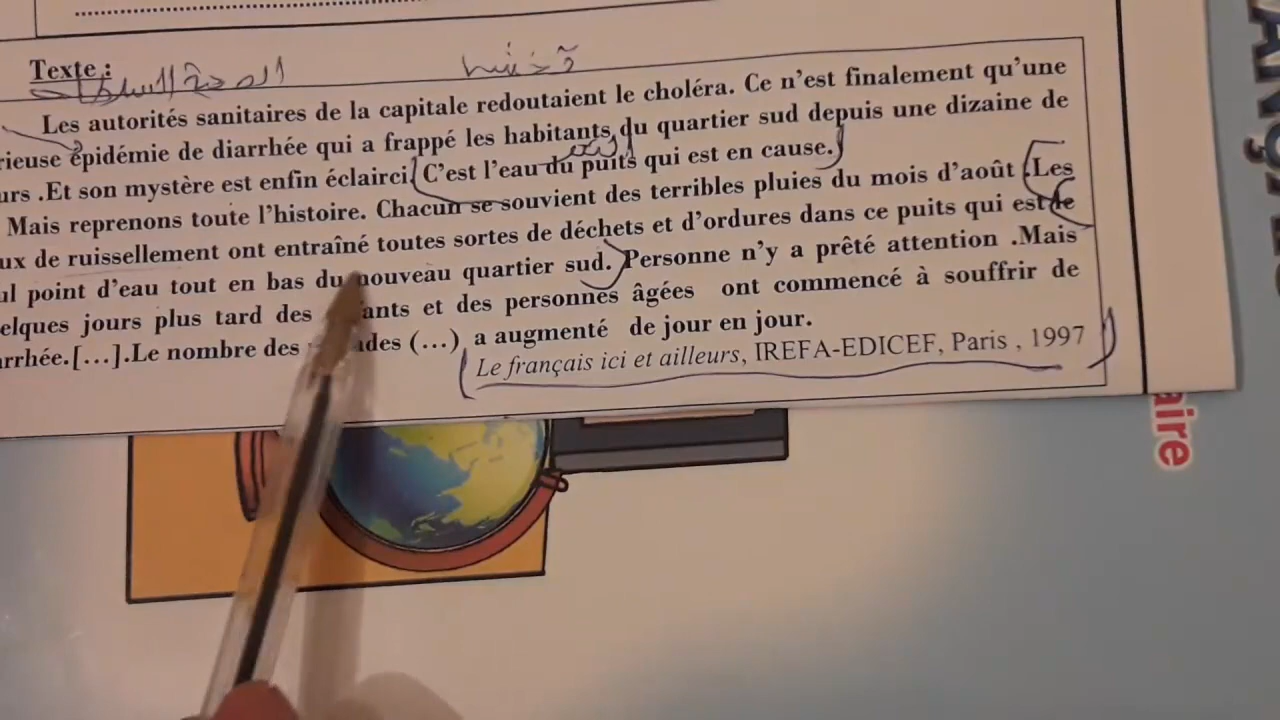 Texte :
Les autorités sanitaires de la capitale redoutaient le choléra. Ce n'est finalement qu'une
rieuse épidémie de diarrhée qui a frappé les habitants du quartier sud depuis une dizaine de
urs .Et son mystère est enfin éclairci. C'est l'eau du puits qui est en cause.
Mais reprenons toute l'histoire. Chacun se souvient des terribles pluies du mois d'août .Les
ux de ruissellement ont entraîné toutes sortes de déchets et d'ordures dans ce puits qui est le
ul point d'eau tout en bas du nouveau quartier sud. Personne n'y a prêté attention .Mais
elques jours plus tard des ants et des personnes âgées ont commencé à souffrir de
rrhée.[…].Le nombre des ades (…) a augmenté de jour en jour.
Le français ici et ailleurs, IREFA-EDICEF, Paris , 1997
aire